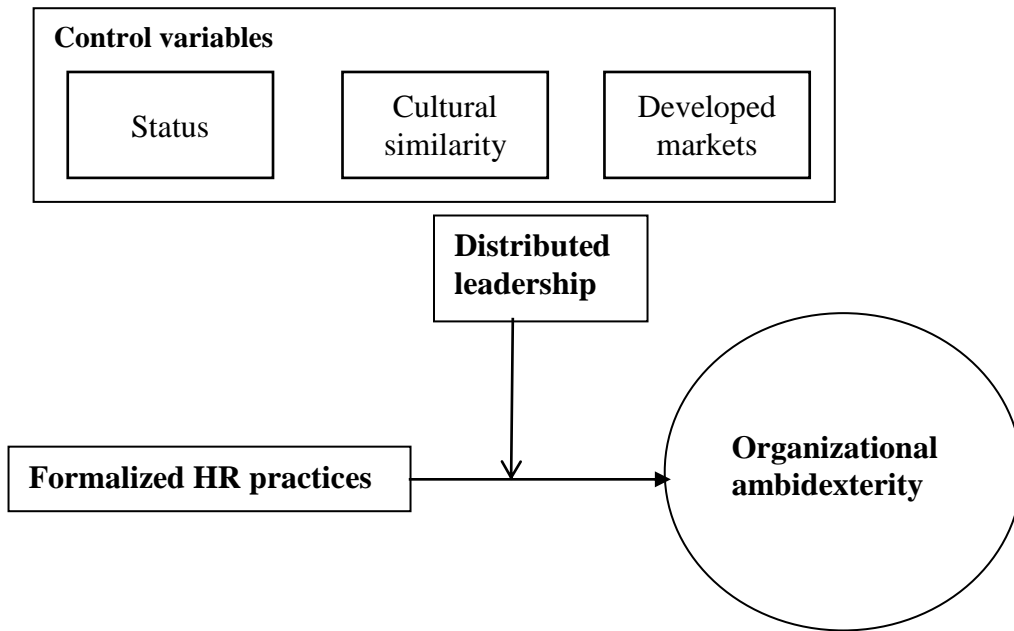 Control variables
Status
Cultural
similarity
Developed
markets
Distributed
leadership
Formalized HR practices
Organizational
ambidexterity